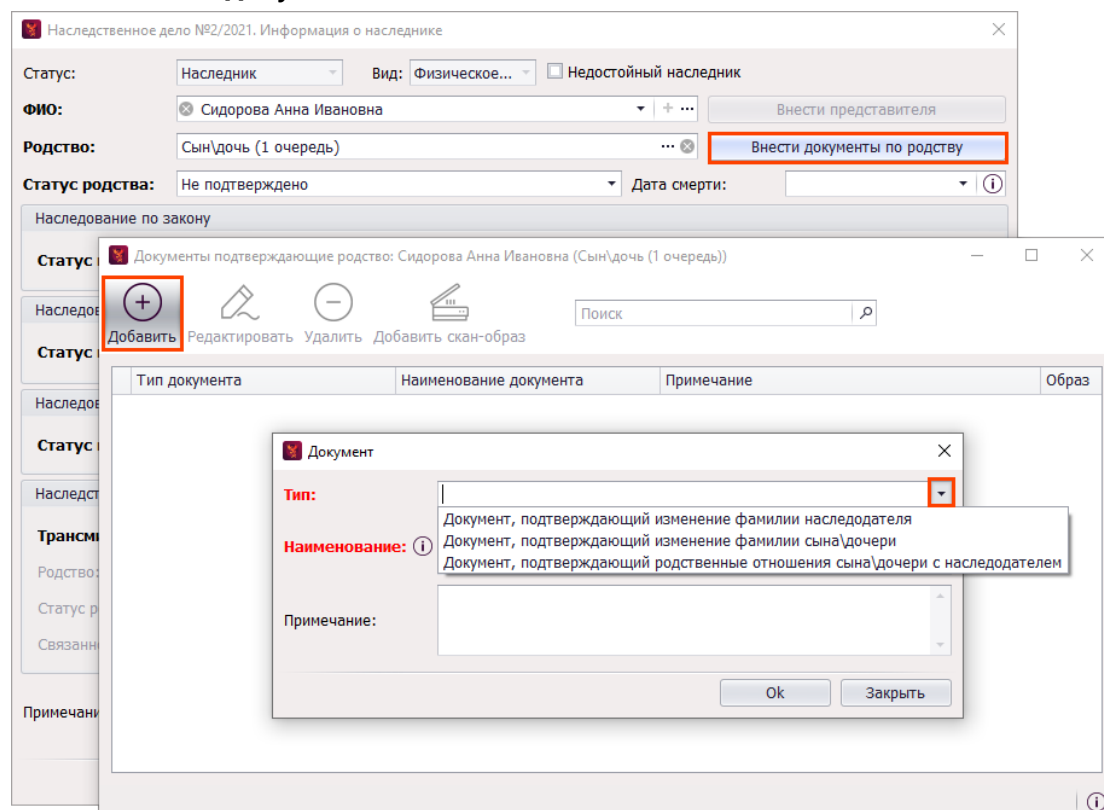 Наследственное дело №2/2021. Информация о наследнике
Статус: Наследник Вид: Физическое... Недостойный наследник
ФИО: Сидорова Анна Ивановна Внести представителя
Родство: Сын\дочь (1 очередь) Внести документы по родству
Статус родства: Не подтверждено Дата смерти:
Наследование по закону
Статус
Документы подтверждающие родство: Сидорова Анна Ивановна (Сын\дочь (1 очередь))
Добавить Редактировать Удалить Добавить скан-образ Поиск
Статус
Тип документа Наименование документа Примечание Образ
Статус
Документ
Тип:
Документ, подтверждающий изменение фамилии наследодателя
Документ, подтверждающий изменение фамилии сына\дочери
Документ, подтверждающий родственные отношения сына\дочери с наследодателем
Наименование:
Родство:
Примечание:
Ok Закрыть